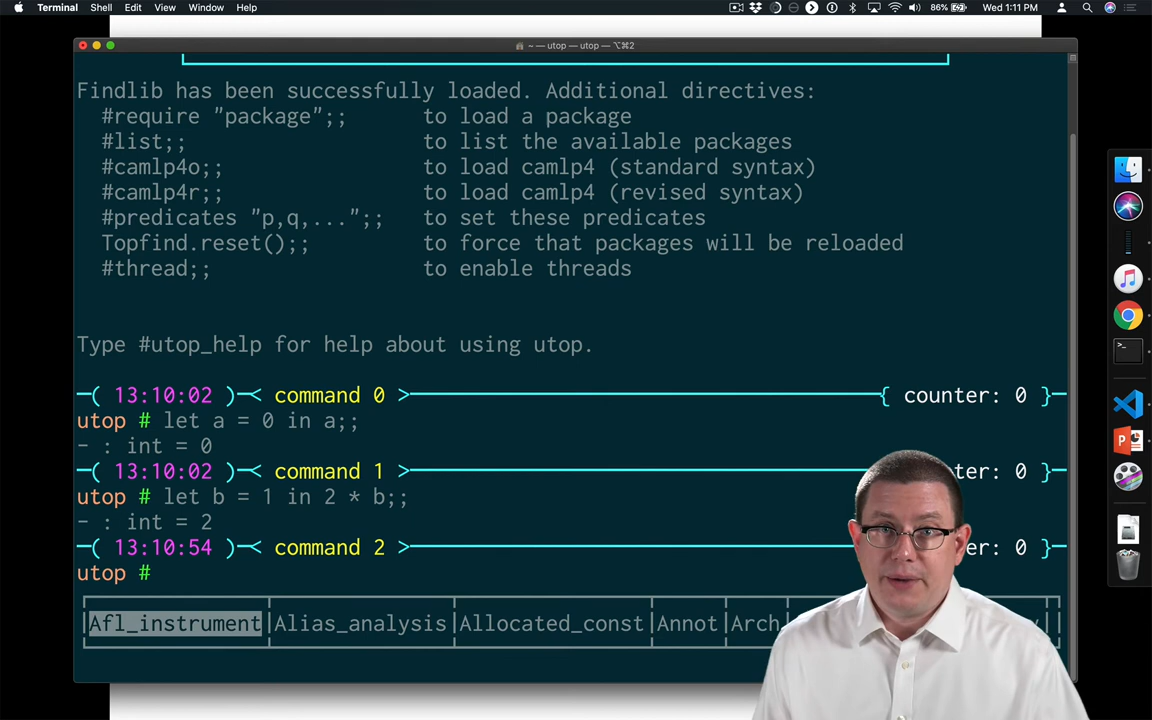 Terminal Shell Edit View Window Help 86% Wed 1:11 PM
~ — utop — utop — ⌥⌘2
Findlib has been successfully loaded. Additional directives:
#require "package";; to load a package
#list;; to list the available packages
#camlp4o;; to load camlp4 (standard syntax)
#camlp4r;; to load camlp4 (revised syntax)
#predicates "p,q,...";; to set these predicates
Topfind.reset();; to force that packages will be reloaded
#thread;; to enable threads
Type #utop_help for help about using utop.
─( 13:10:02 )─< command 0 >─{ counter: 0 }─
utop # let a = 0 in a;;
- : int = 0
─( 13:10:02 )─< command 1 >─ter: 0 }─
utop # let b = 1 in 2 * b;;
- : int = 2
─( 13:10:54 )─< command 2 >─er: 0 }─
utop #
Afl_instrument Alias_analysis Allocated_const Annot Arch